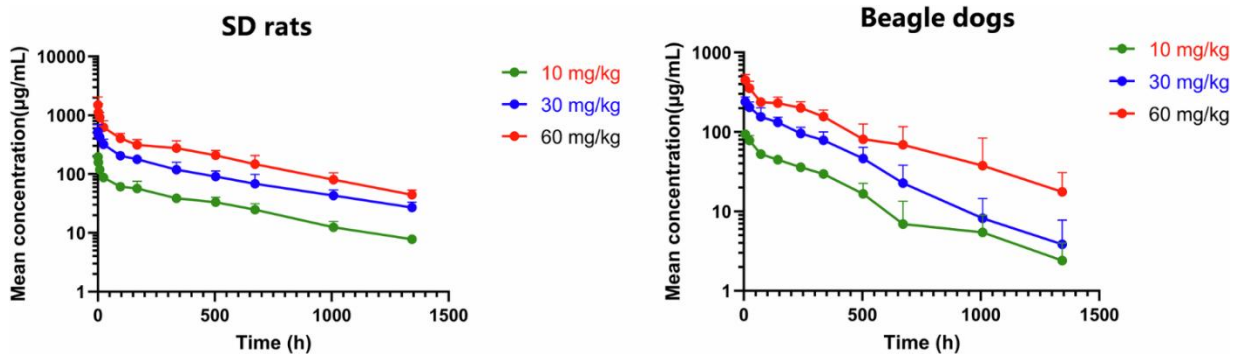 SD rats
Mean concentration(µg/mL)
10000
1000
100
10
1
0
500
1000
1500
Time (h)
10 mg/kg
30 mg/kg
60 mg/kg
Beagle dogs
Mean concentration(µg/mL)
1000
100
10
1
0
500
1000
1500
Time (h)
10 mg/kg
30 mg/kg
60 mg/kg